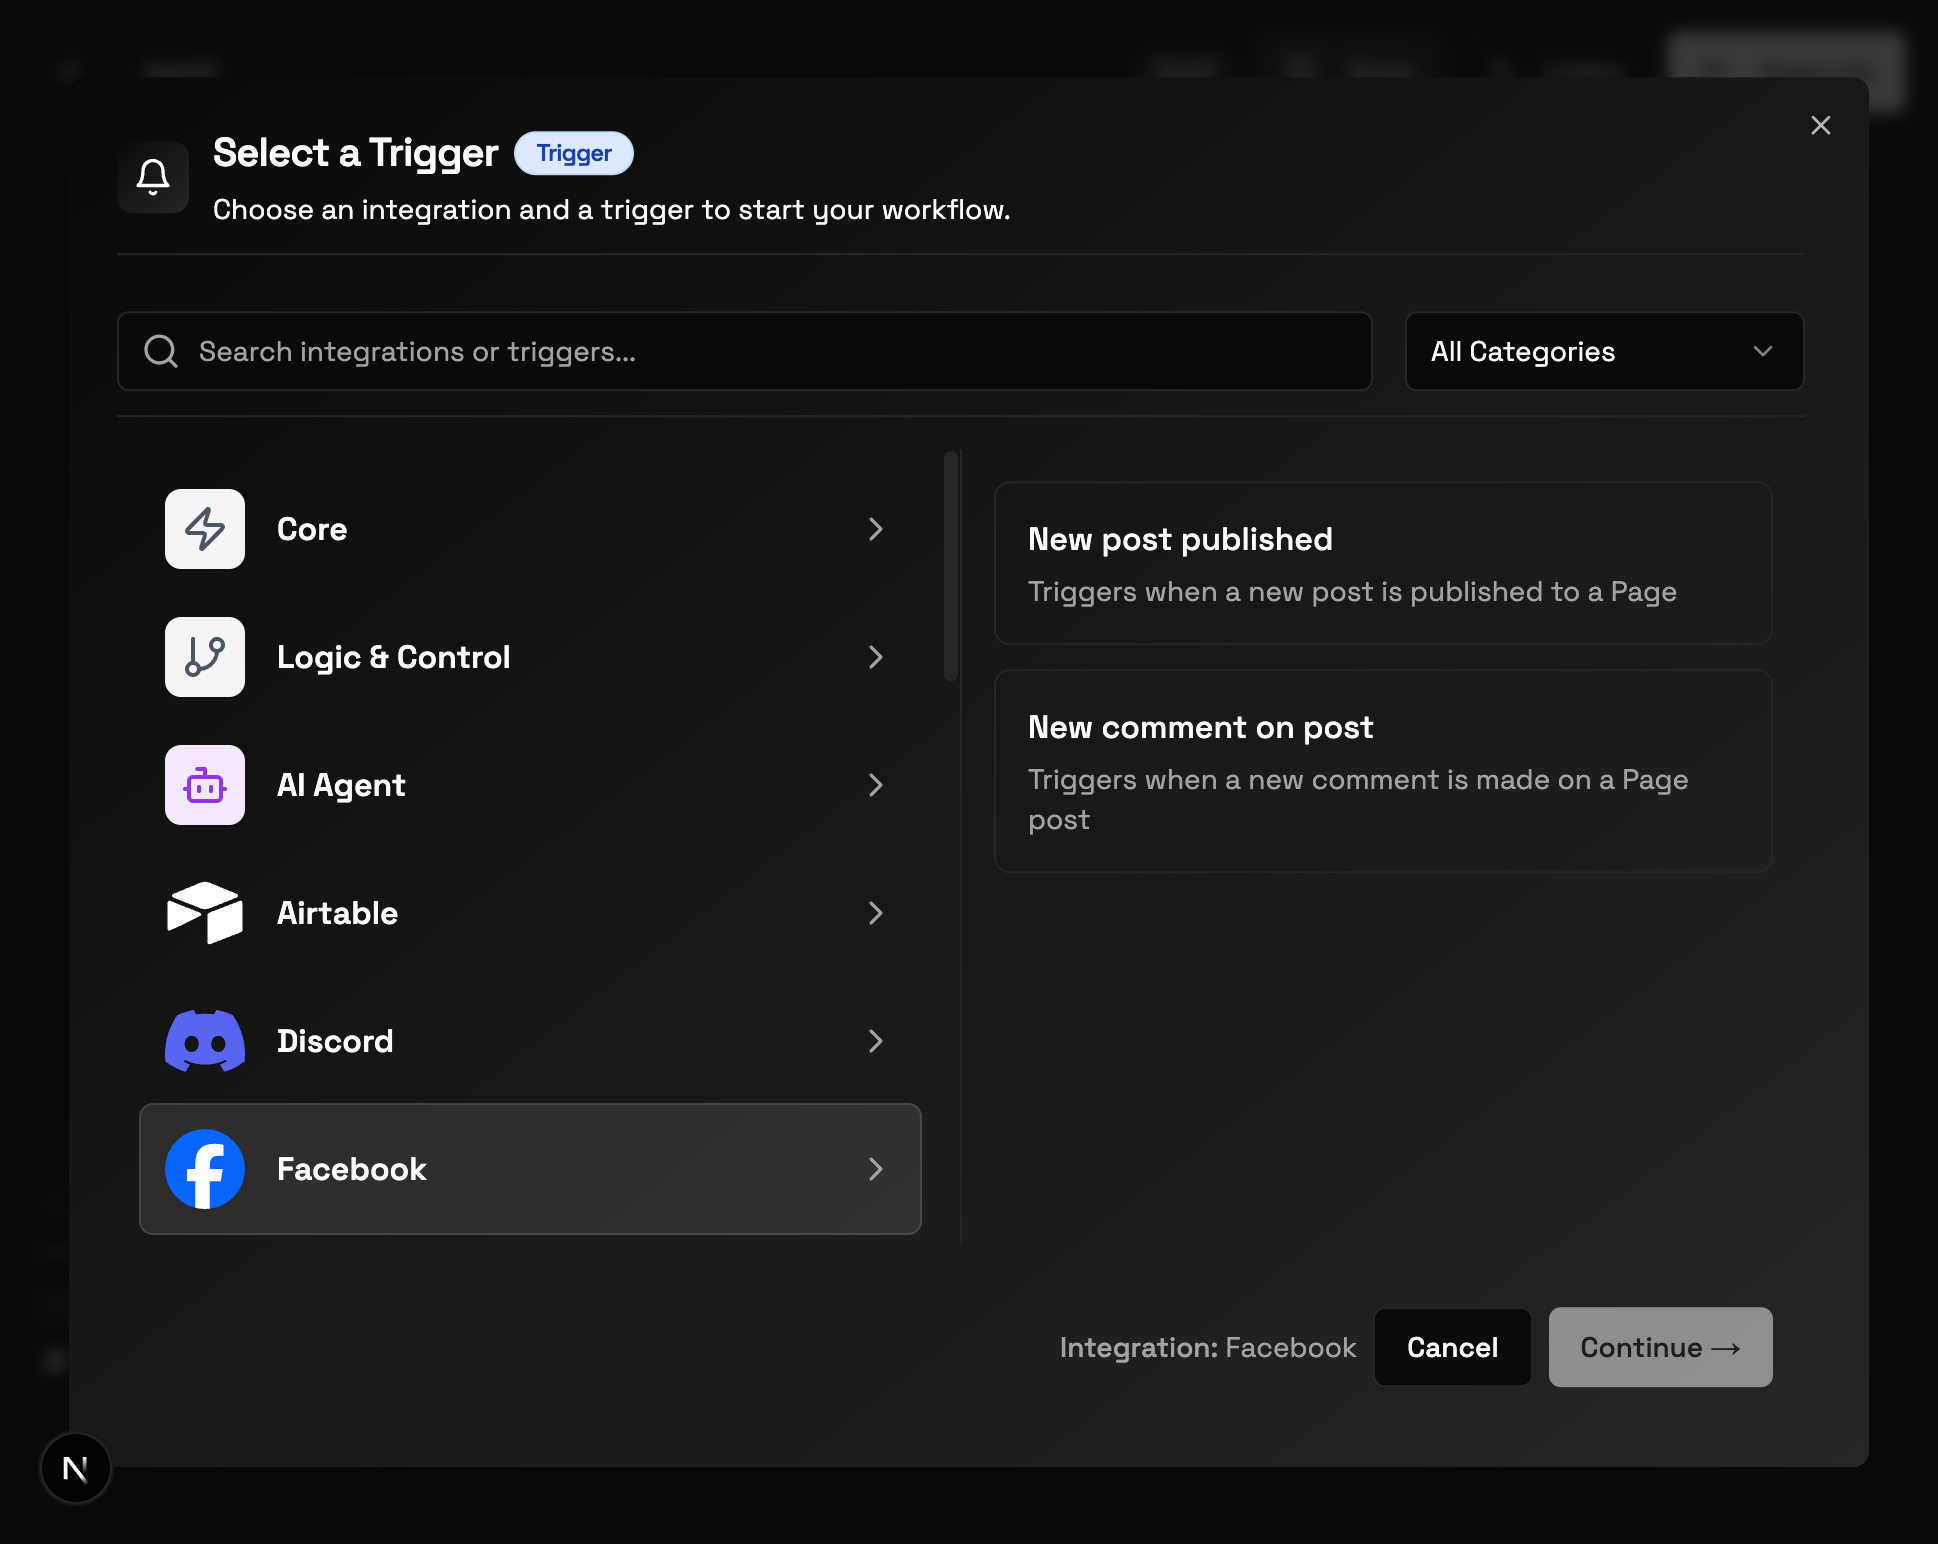 Select a Trigger
Trigger
Choose an integration and a trigger to start your workflow.
Search integrations or triggers...
All Categories
Core
Logic & Control
AI Agent
Airtable
Discord
Facebook
New post published
Triggers when a new post is published to a Page
New comment on post
Triggers when a new comment is made on a Page
post
Integration: Facebook
Cancel
Continue →
N